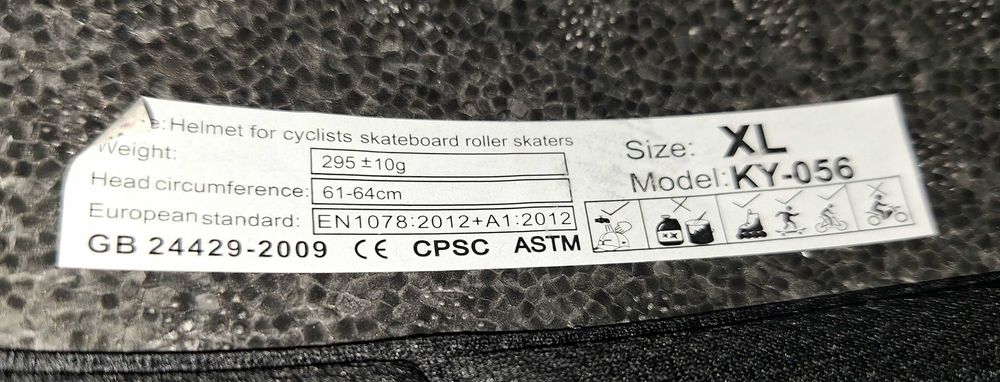 e: Helmet for cyclists skateboard roller skaters
Weight: 295 ±10g
Head circumference: 61-64cm
European standard: EN1078:2012+A1:2012
GB 24429-2009 CE CPSC ASTM
Size: XL
Model: KY-056